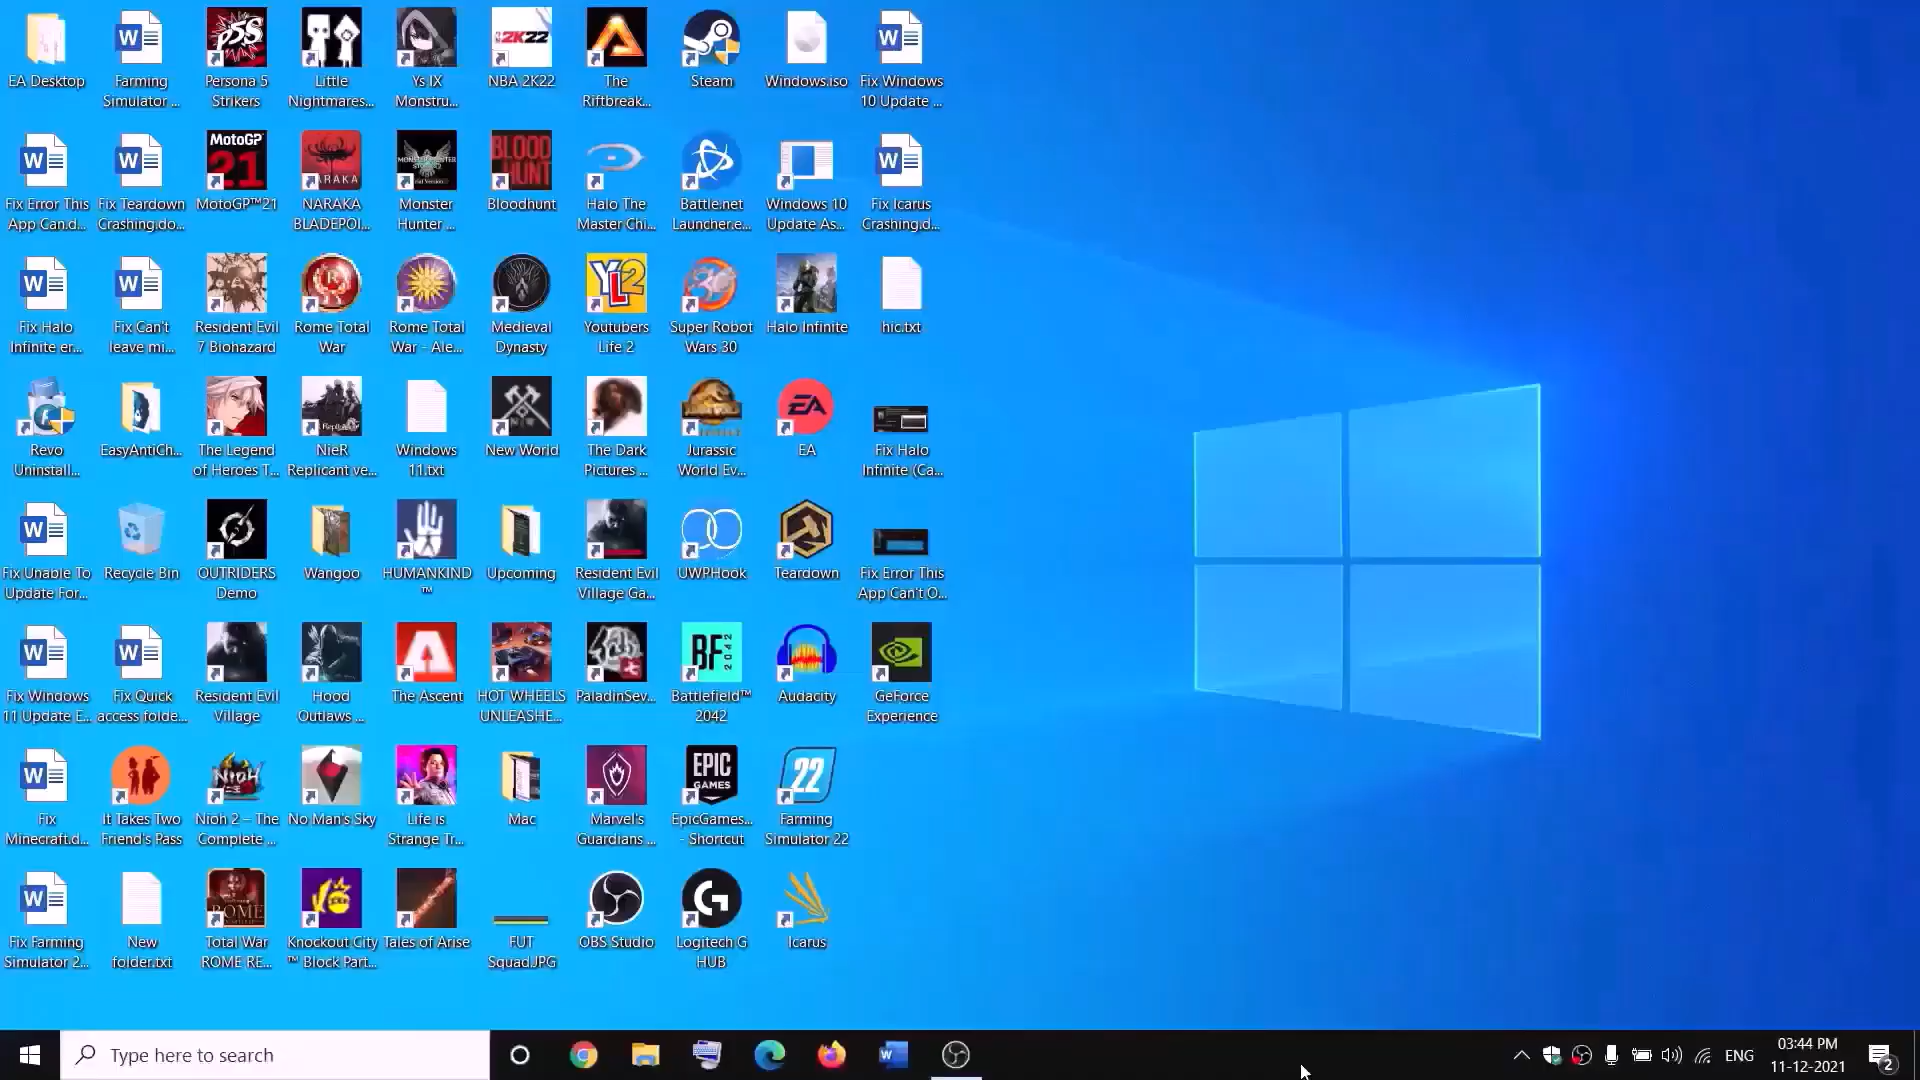 EA Desktop
Farming
Simulator ...
Persona 5
Strikers
Little
Nightmares...
Ys IX
Monstru...
NBA 2K22
The
Riftbreak...
Steam
Windows.iso
Fix Windows
10 Update ...
Fix Error This
App Can.d...
Fix Teardown
Crashing.do...
MotoGP™21
NARAKA
BLADEPOI...
Monster
Hunter ...
Bloodhunt
Halo The
Master Chi...
Battle.net
Launcher.e...
Windows 10
Update As...
Fix Icarus
Crashing.d...
Fix Halo
Infinite er...
Fix Can't
leave mi...
Resident Evil
7 Biohazard
Rome Total
War
Rome Total
War - Ale...
Medieval
Dynasty
Youtubers
Life 2
Super Robot
Wars 30
Halo Infinite
hic.txt
Revo
Uninstall...
EasyAntiCh...
The Legend
of Heroes T...
NieR
Replicant ve...
Windows
11.txt
New World
The Dark
Pictures ...
Jurassic
World Ev...
EA
Fix Halo
Infinite (Ca...
Fix Unable To
Update For...
Recycle Bin
OUTRIDERS
Demo
Wangoo
HUMANKIND
™
Upcoming
Resident Evil
Village Ga...
UWPHook
Teardown
Fix Error This
App Can't O...
Fix Windows
11 Update E...
Fix Quick
access folde...
Resident Evil
Village
Hood
Outlaws ...
The Ascent
HOT WHEELS
UNLEASHE...
PaladinSev...
Battlefield™
2042
Audacity
GeForce
Experience
Fix
Minecraft.d...
It Takes Two
Friend's Pass
Nioh 2 – The
Complete ...
No Man's Sky
Life is
Strange Tr...
Mac
Marvel's
Guardians ...
EpicGames...
- Shortcut
Farming
Simulator 22
Fix Farming
Simulator 2...
New
folder.txt
Total War
ROME RE...
Knockout City
™ Block Part...
Tales of Arise
FUT
Squad.JPG
OBS Studio
Logitech G
HUB
Icarus
Type here to search
ENG
03:44 PM
11-12-2021
2